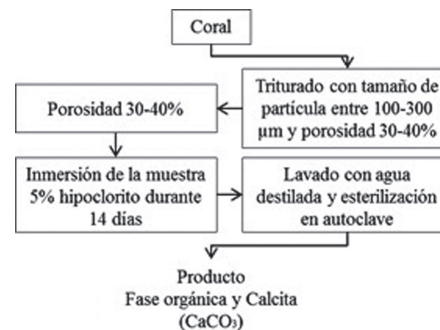 Coral
Triturado con tamaño de
partícula entre 100-300
µm y porosidad 30-40%
Porosidad 30-40%
Inmersión de la muestra
5% hipoclorito durante
14 días
Lavado con agua
destilada y esterilización
en autoclave
Producto
Fase orgánica y Calcita
(CaCO₃)